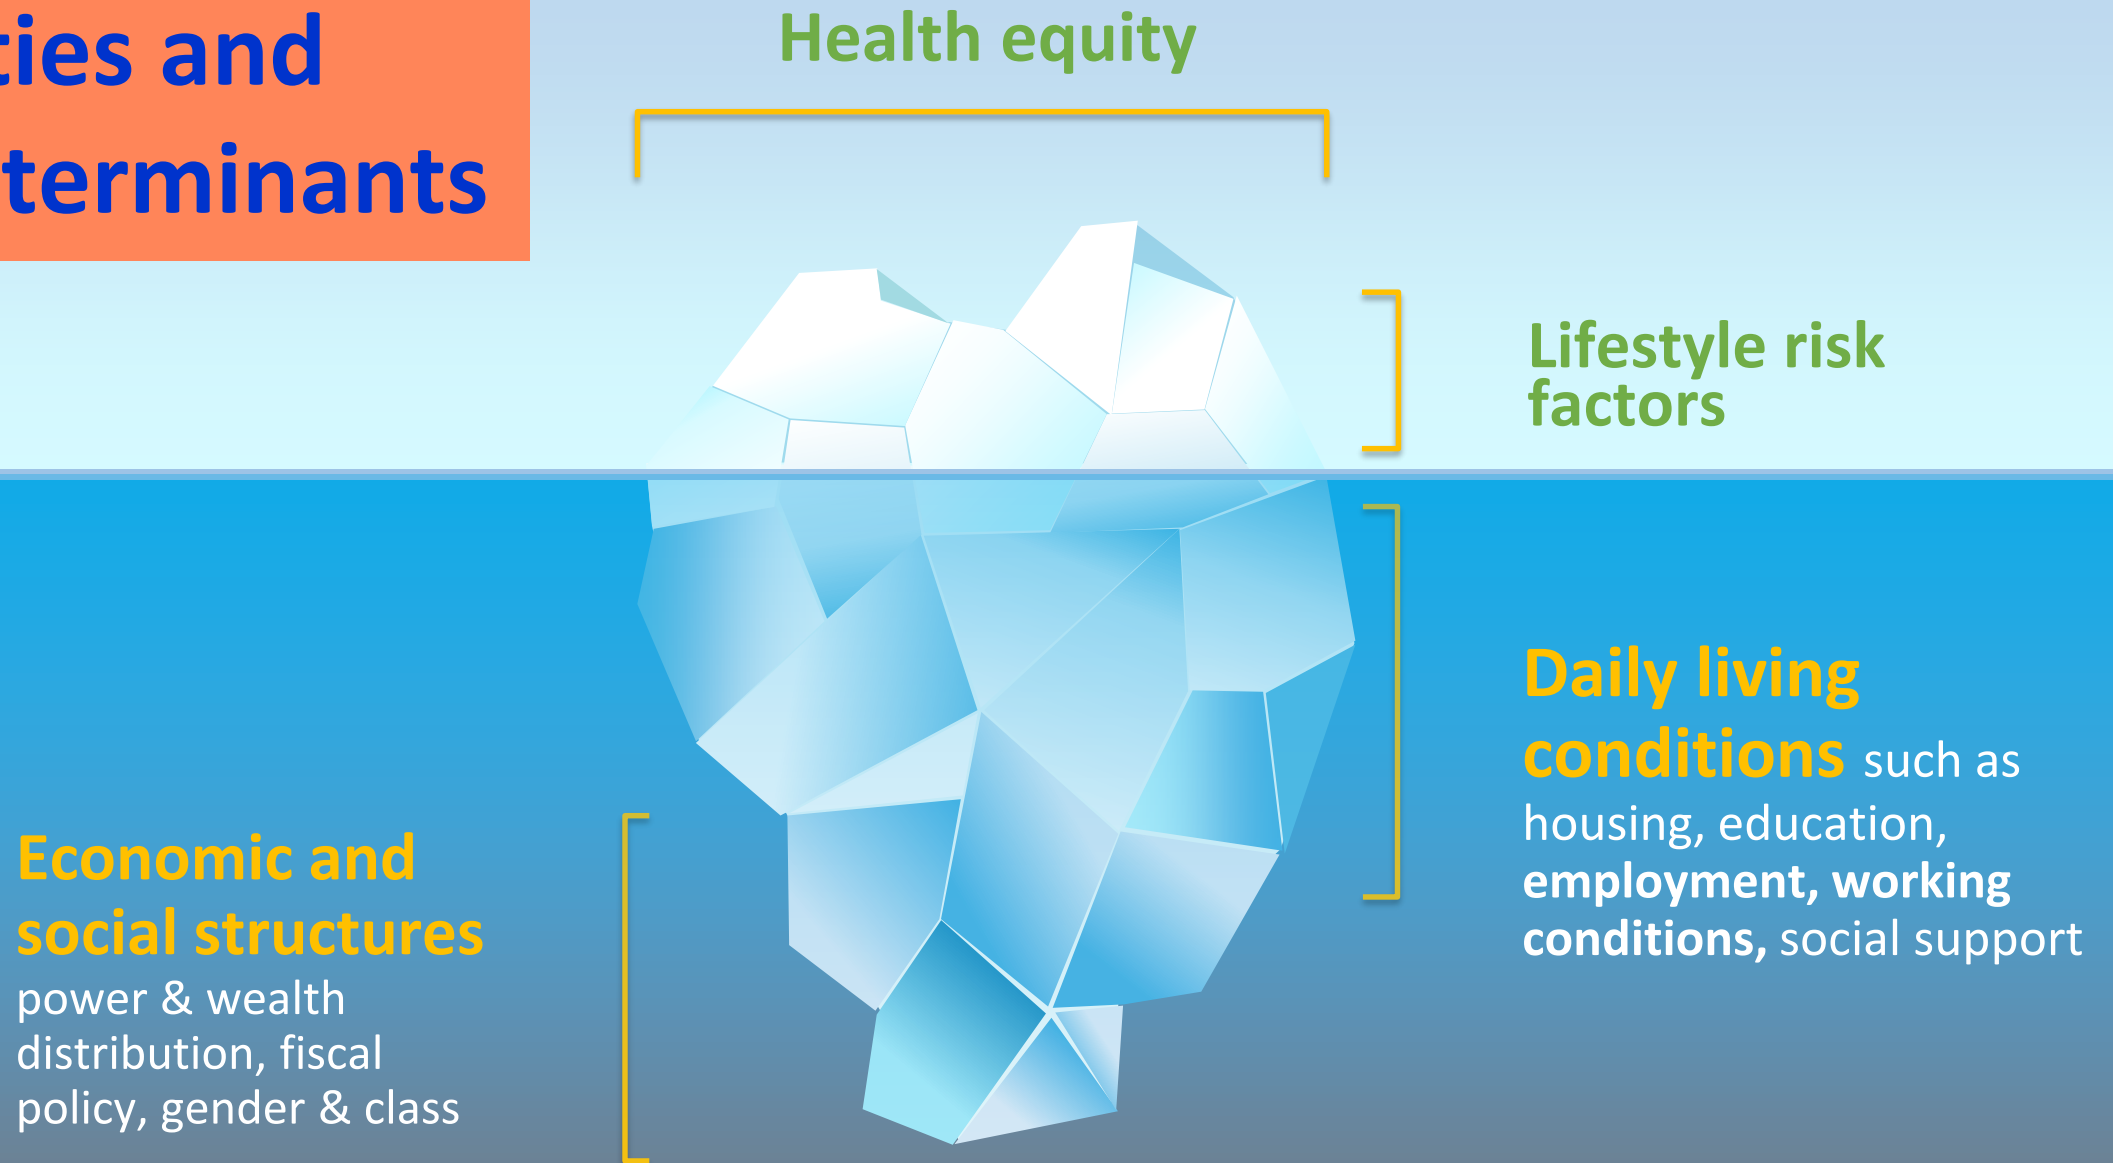 ties and
terminants
Health equity
Lifestyle risk
factors
Daily living
conditions such as
housing, education,
employment, working
conditions, social support
Economic and
social structures
power & wealth
distribution, fiscal
policy, gender & class